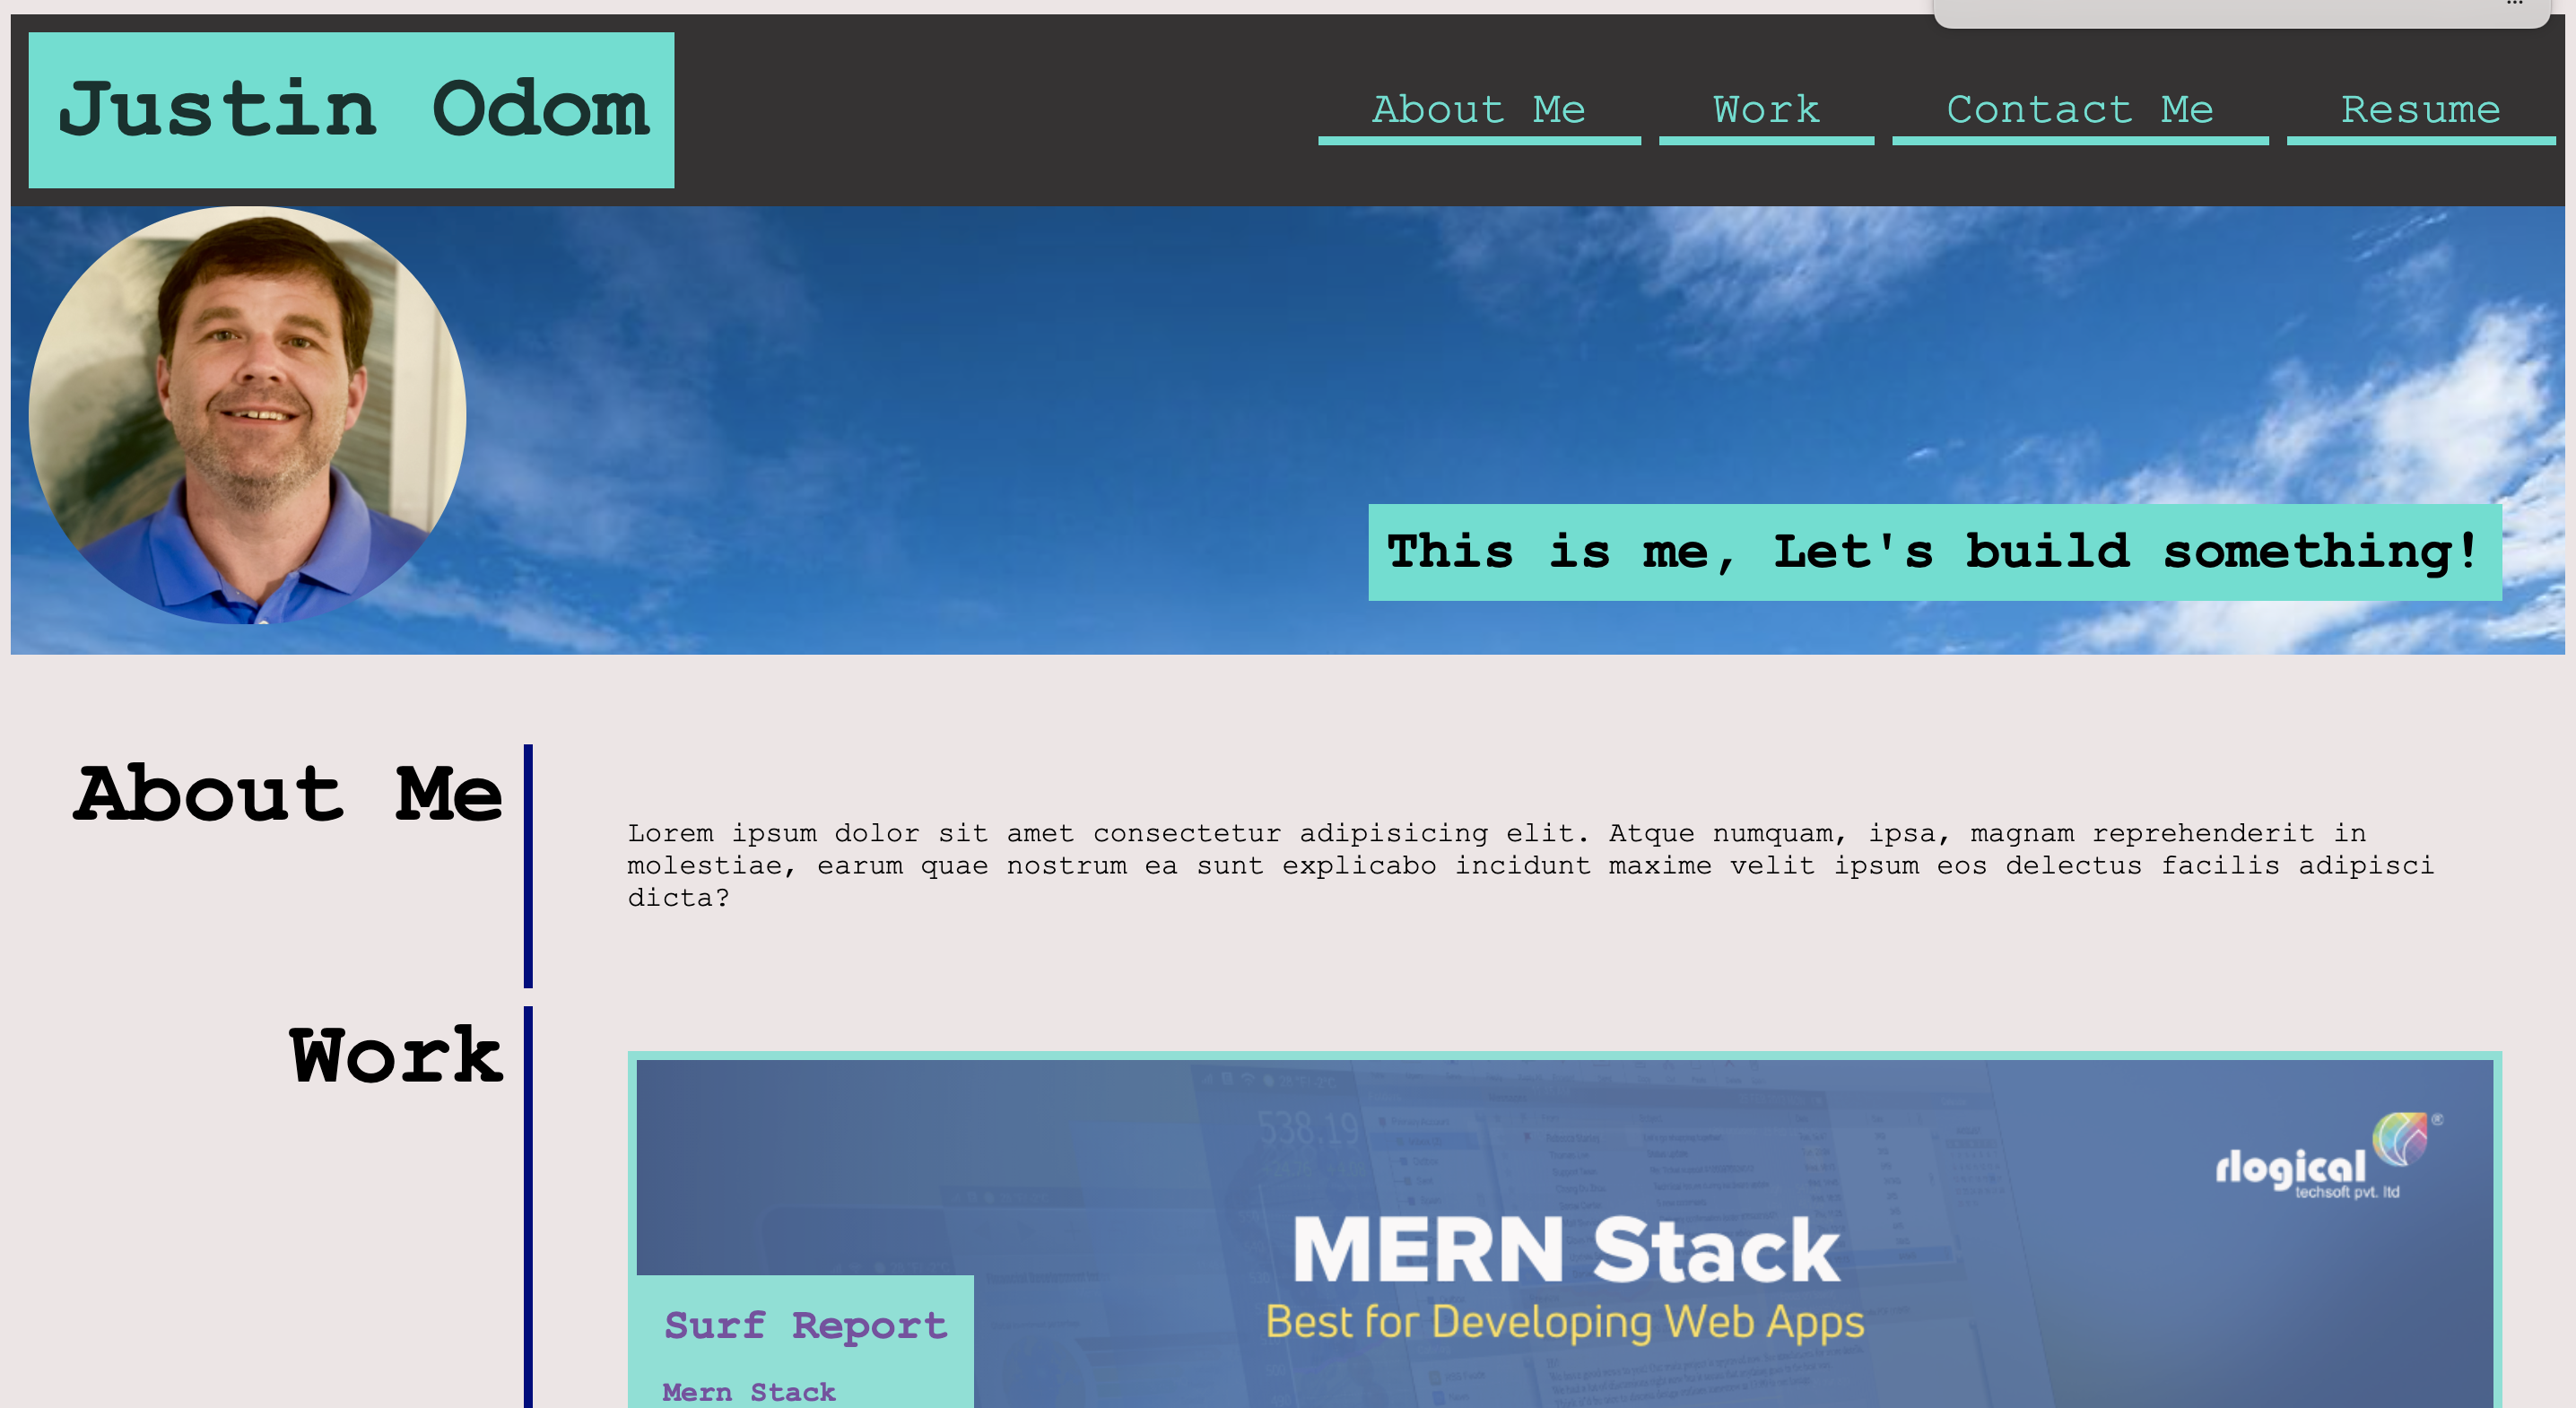 Justin Odom
About Me
Work
Contact Me
Resume
This is me, Let's build something!
About Me
Lorem ipsum dolor sit amet consectetur adipisicing elit. Atque numquam, ipsa, magnam reprehenderit in
molestiae, earum quae nostrum ea sunt explicabo incidunt maxime velit ipsum eos delectus facilis adipisci
dicta?
Work
538.19
rlogical®
techsoft pvt. ltd
MERN Stack
Best for Developing Web Apps
Surf Report
Mern Stack